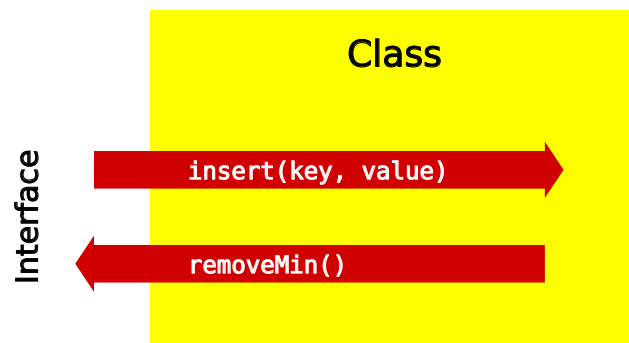 Class
Interface
insert(key, value)
removeMin()